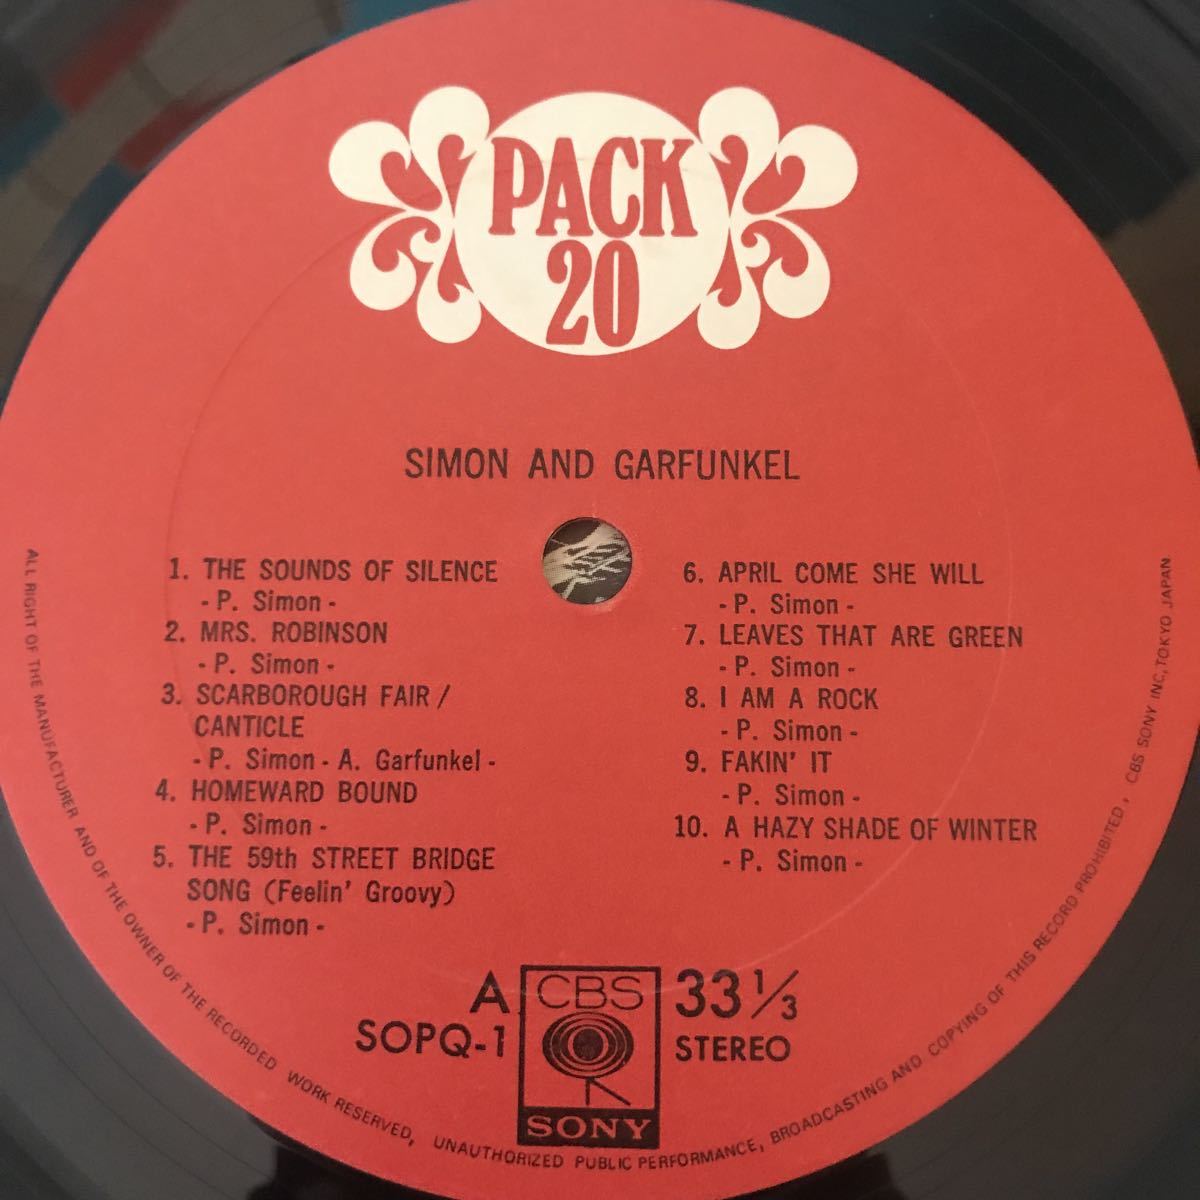 PACK
20
SIMON AND GARFUNKEL
1. THE SOUNDS OF SILENCE
- P. Simon -
2. MRS. ROBINSON
- P. Simon -
3. SCARBOROUGH FAIR /
CANTICLE
- P. Simon - A. Garfunkel -
4. HOMEWARD BOUND
- P. Simon -
5. THE 59th STREET BRIDGE
SONG (Feelin' Groovy)
- P. Simon -
6. APRIL COME SHE WILL
- P. Simon -
7. LEAVES THAT ARE GREEN
- P. Simon -
8. I AM A ROCK
- P. Simon -
9. FAKIN' IT
- P. Simon -
10. A HAZY SHADE OF WINTER
- P. Simon -
A
SOPQ-1
CBS
SONY
33 1/3
STEREO
ALL RIGHT OF THE MANUFACTURER AND OF THE OWNER OF THE RECORDED WORK RESERVED, UNAUTHORIZED PUBLIC PERFORMANCE, BROADCASTING AND COPYING OF THIS RECORD PROHIBITED, CBS SONY INC, TOKYO JAPAN